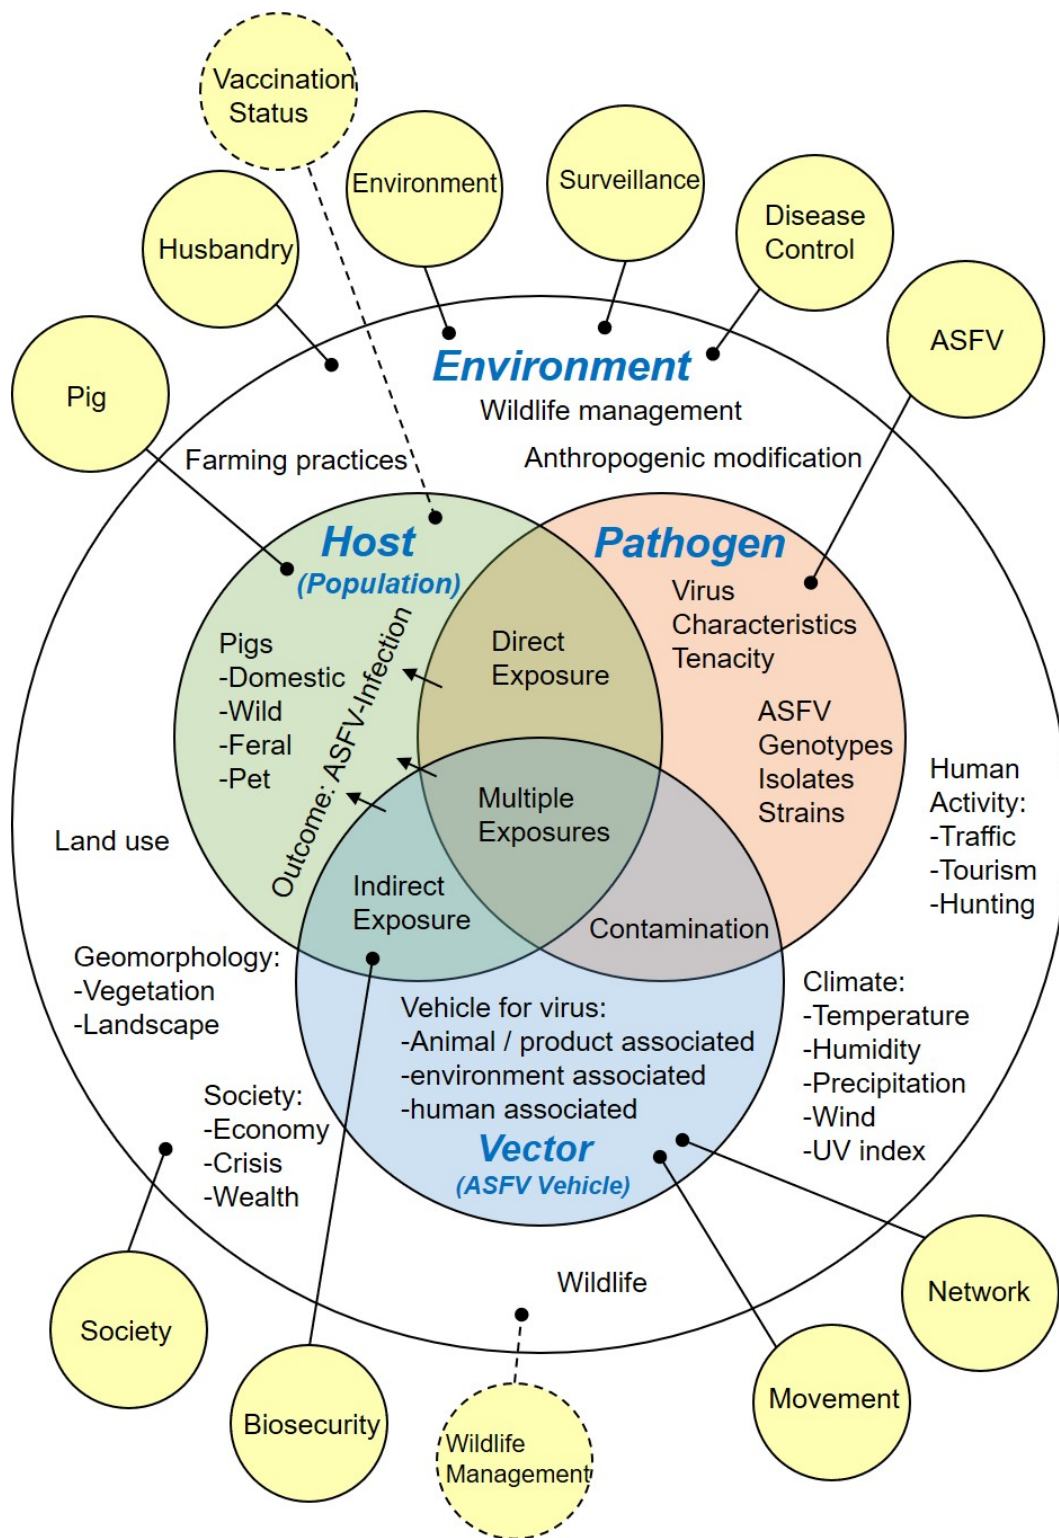 Vaccination
Status
Environment
Surveillance
Disease
Control
Husbandry
ASFV
Pig
Environment
Wildlife management
Farming practices
Anthropogenic modification
Host
(Population)
Pathogen
Virus
Characteristics
Tenacity
Direct
Exposure
Pigs
-Domestic
-Wild
-Feral
-Pet
Outcome: ASFV-Infection
ASFV
Genotypes
Isolates
Strains
Human
Activity:
-Traffic
-Tourism
-Hunting
Multiple
Exposures
Land use
Indirect
Exposure
Contamination
Geomorphology:
-Vegetation
-Landscape
Climate:
-Temperature
-Humidity
-Precipitation
-Wind
-UV index
Vehicle for virus:
-Animal / product associated
-environment associated
-human associated
Vector
(ASFV Vehicle)
Society:
-Economy
-Crisis
-Wealth
Wildlife
Network
Society
Movement
Biosecurity
Wildlife
Management